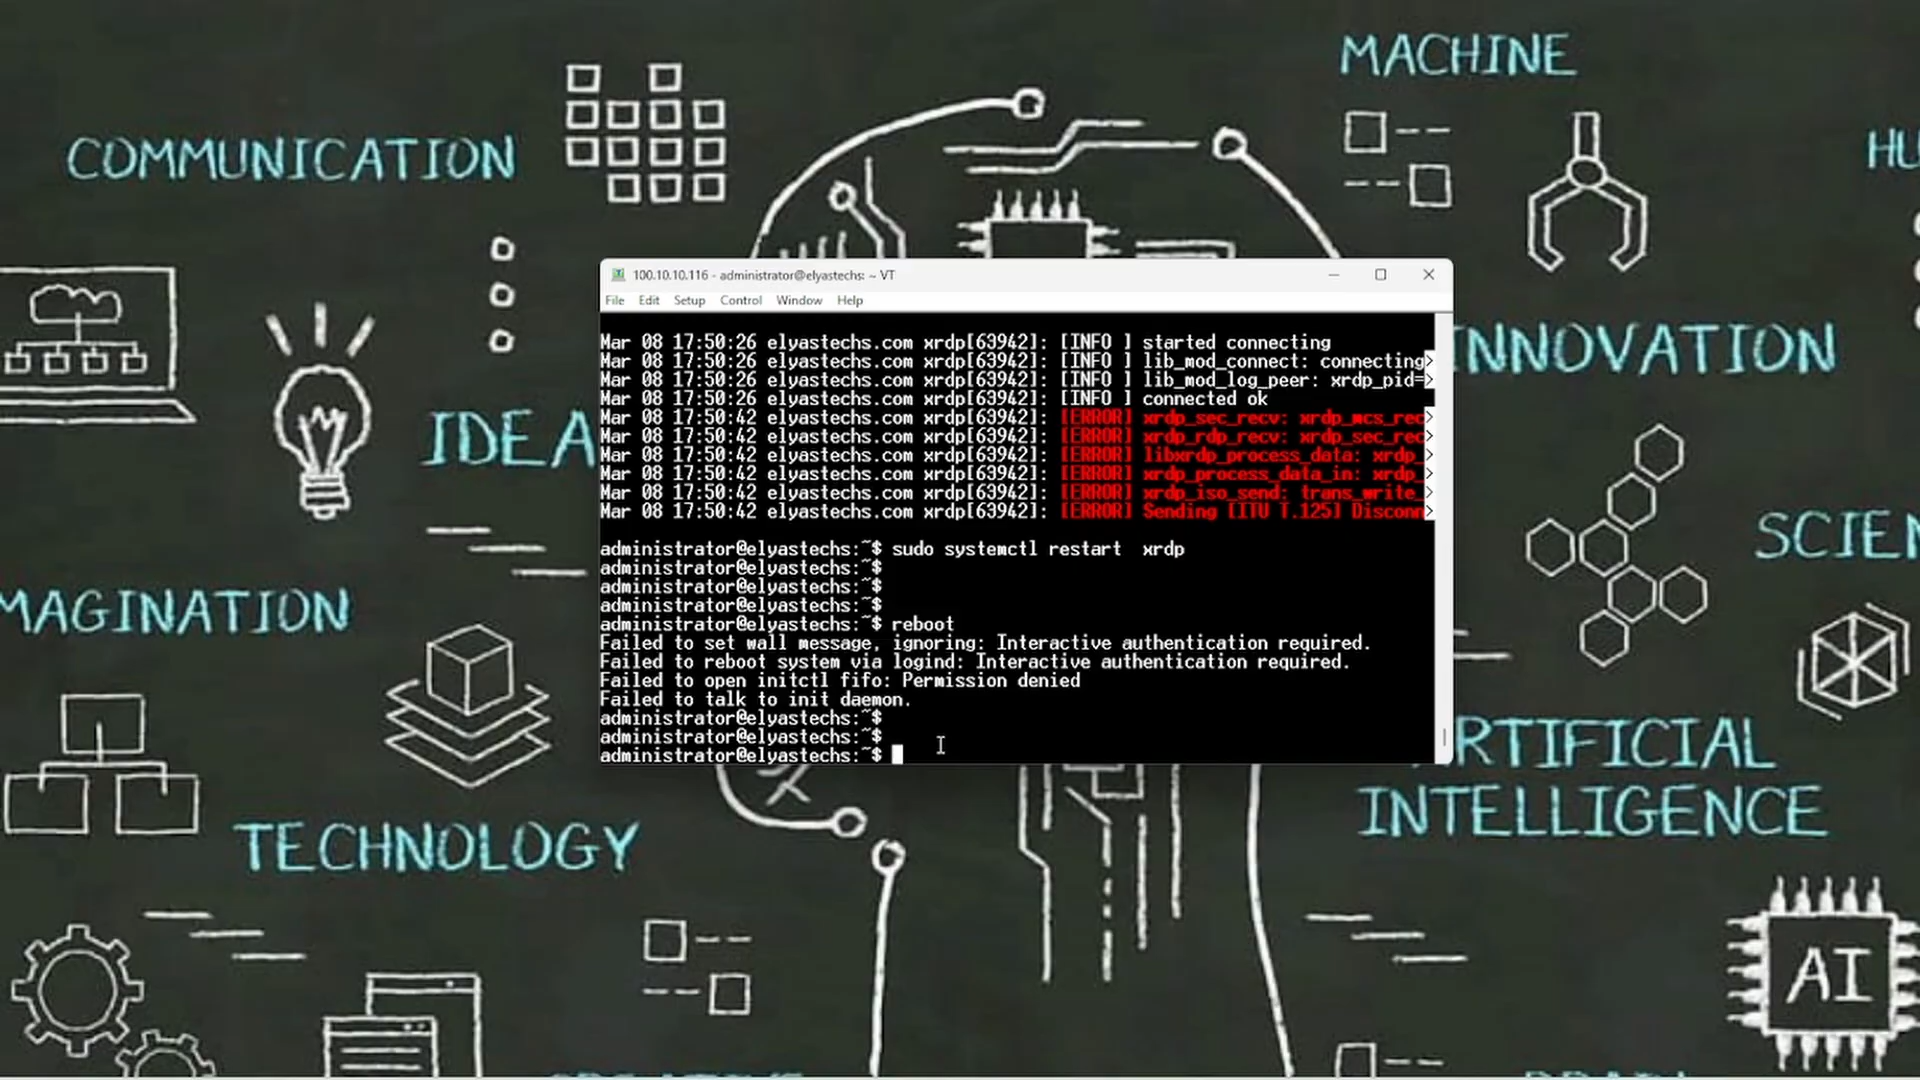 MACHINE
COMMUNICATION
100.10.10.116 - administrator@elyastechs: ~ VT
File Edit Setup Control Window Help
Mar 08 17:50:26 elyastechs.com xrdp[63942]: [INFO ] started connecting
Mar 08 17:50:26 elyastechs.com xrdp[63942]: [INFO ] lib_mod_connect: connecting>
Mar 08 17:50:26 elyastechs.com xrdp[63942]: [INFO ] lib_mod_log_peer: xrdp_pid=>
Mar 08 17:50:26 elyastechs.com xrdp[63942]: [INFO ] connected ok
Mar 08 17:50:42 elyastechs.com xrdp[63942]: [ERROR] xrdp_sec_recv: xrdp_mcs_rec>
Mar 08 17:50:42 elyastechs.com xrdp[63942]: [ERROR] xrdp_rdp_recv: xrdp_sec_rec>
Mar 08 17:50:42 elyastechs.com xrdp[63942]: [ERROR] libxrdp_process_data: xrdp_>
Mar 08 17:50:42 elyastechs.com xrdp[63942]: [ERROR] xrdp_process_data_in: xrdp_>
Mar 08 17:50:42 elyastechs.com xrdp[63942]: [ERROR] xrdp_iso_send: trans_write_>
Mar 08 17:50:42 elyastechs.com xrdp[63942]: [ERROR] Sending [ITU T.125] Disconn>
administrator@elyastechs:~$ sudo systemctl restart  xrdp
administrator@elyastechs:~$
administrator@elyastechs:~$
administrator@elyastechs:~$
administrator@elyastechs:~$ reboot
Failed to set wall message, ignoring: Interactive authentication required.
Failed to reboot system via logind: Interactive authentication required.
Failed to open initctl fifo: Permission denied
Failed to talk to init daemon.
administrator@elyastechs:~$
administrator@elyastechs:~$
administrator@elyastechs:~$
HU
NNOVATION
IDEA
SCIEN
MAGINATION
RTIFICIAL
INTELLIGENCE
TECHNOLOGY
AI